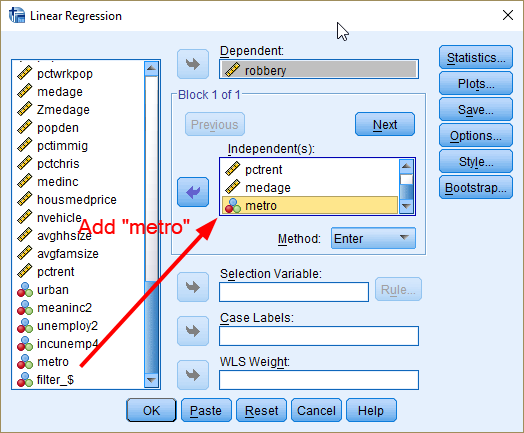 Linear Regression
pctwrkpop
medage
Zmedage
popden
pctimmig
pctchris
medinc
housmedprice
nvehicle
avghhsize
avgfamsize
pctrent
urban
meaninc2
unemploy2
incunemp4
metro
filter_$
Add "metro"
Dependent:
robbery
Block 1 of 1
Previous
Next
Independent(s):
pctrent
medage
metro
Method:
Enter
Selection Variable:
Rule...
Case Labels:
WLS Weight:
Statistics...
Plots...
Save...
Options...
Style...
Bootstrap...
OK
Paste
Reset
Cancel
Help